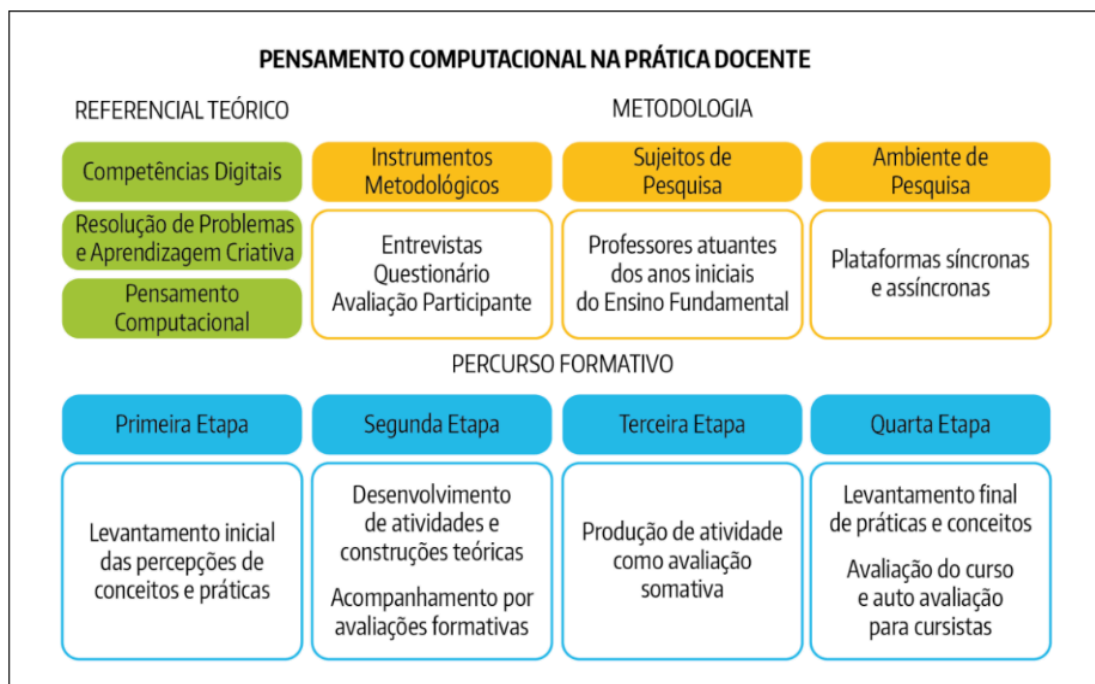 PENSAMENTO COMPUTACIONAL NA PRÁTICA DOCENTE
REFERENCIAL TEÓRICO
METODOLOGIA
Competências Digitais
Resolução de Problemas
e Aprendizagem Criativa
Pensamento
Computacional
Instrumentos
Metodológicos
Entrevistas
Questionário
Avaliação Participante
Sujeitos de
Pesquisa
Professores atuantes
dos anos iniciais
do Ensino Fundamental
Ambiente de
Pesquisa
Plataformas síncronas
e assíncronas
PERCURSO FORMATIVO
Primeira Etapa
Levantamento inicial
das percepções de
conceitos e práticas
Segunda Etapa
Desenvolvimento
de atividades e
construções teóricas
Acompanhamento por
avaliações formativas
Terceira Etapa
Produção de atividade
como avaliação
somativa
Quarta Etapa
Levantamento final
de práticas e conceitos
Avaliação do curso
e auto avaliação
para cursistas